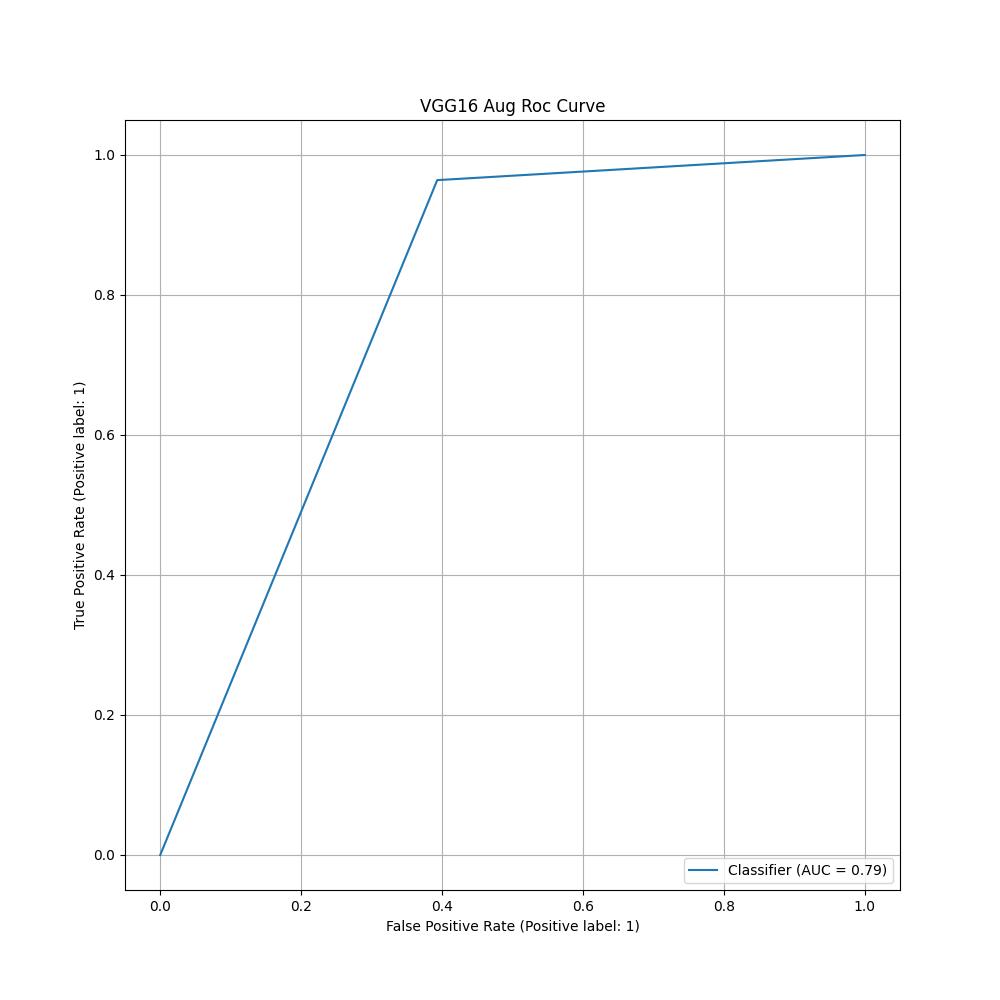 VGG16 Aug Roc Curve
True Positive Rate (Positive label: 1)
1.0
0.8
0.6
0.4
0.2
0.0
Classifier (AUC = 0.79)
0.0 0.2 0.4 0.6 0.8 1.0
False Positive Rate (Positive label: 1)